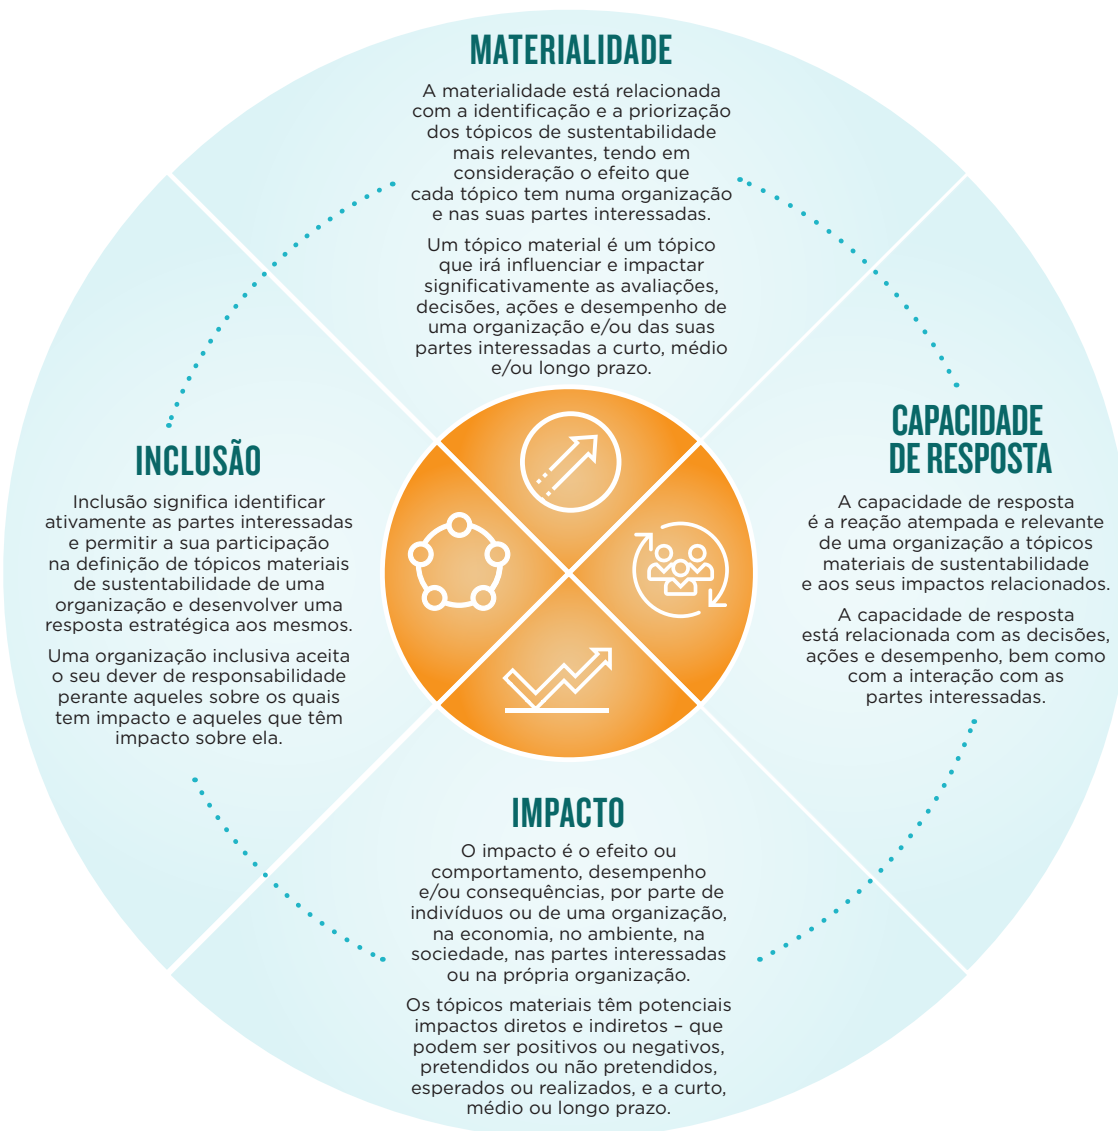 MATERIALIDADE
A materialidade está relacionada
com a identificação e a priorização
dos tópicos de sustentabilidade
mais relevantes, tendo em
consideração o efeito que
cada tópico tem numa organização
e nas suas partes interessadas.
Um tópico material é um tópico
que irá influenciar e impactar
significativamente as avaliações,
decisões, ações e desempenho de
uma organização e/ou das suas
partes interessadas a curto, médio
e/ou longo prazo.
INCLUSÃO
Inclusão significa identificar
ativamente as partes interessadas
e permitir a sua participação
na definição de tópicos materiais
de sustentabilidade de uma
organização e desenvolver uma
resposta estratégica aos mesmos.
Uma organização inclusiva aceita
o seu dever de responsabilidade
perante aqueles sobre os quais
tem impacto e aqueles que têm
impacto sobre ela.
CAPACIDADE
DE RESPOSTA
A capacidade de resposta
é a reação atempada e relevante
de uma organização a tópicos
materiais de sustentabilidade
e aos seus impactos relacionados.
A capacidade de resposta
está relacionada com as decisões,
ações e desempenho, bem como
com a interação com as
partes interessadas.
IMPACTO
O impacto é o efeito ou
comportamento, desempenho
e/ou consequências, por parte de
indivíduos ou de uma organização,
na economia, no ambiente, na
sociedade, nas partes interessadas
ou na própria organização.
Os tópicos materiais têm potenciais
impactos diretos e indiretos – que
podem ser positivos ou negativos,
pretendidos ou não pretendidos,
esperados ou realizados, e a curto,
médio ou longo prazo.